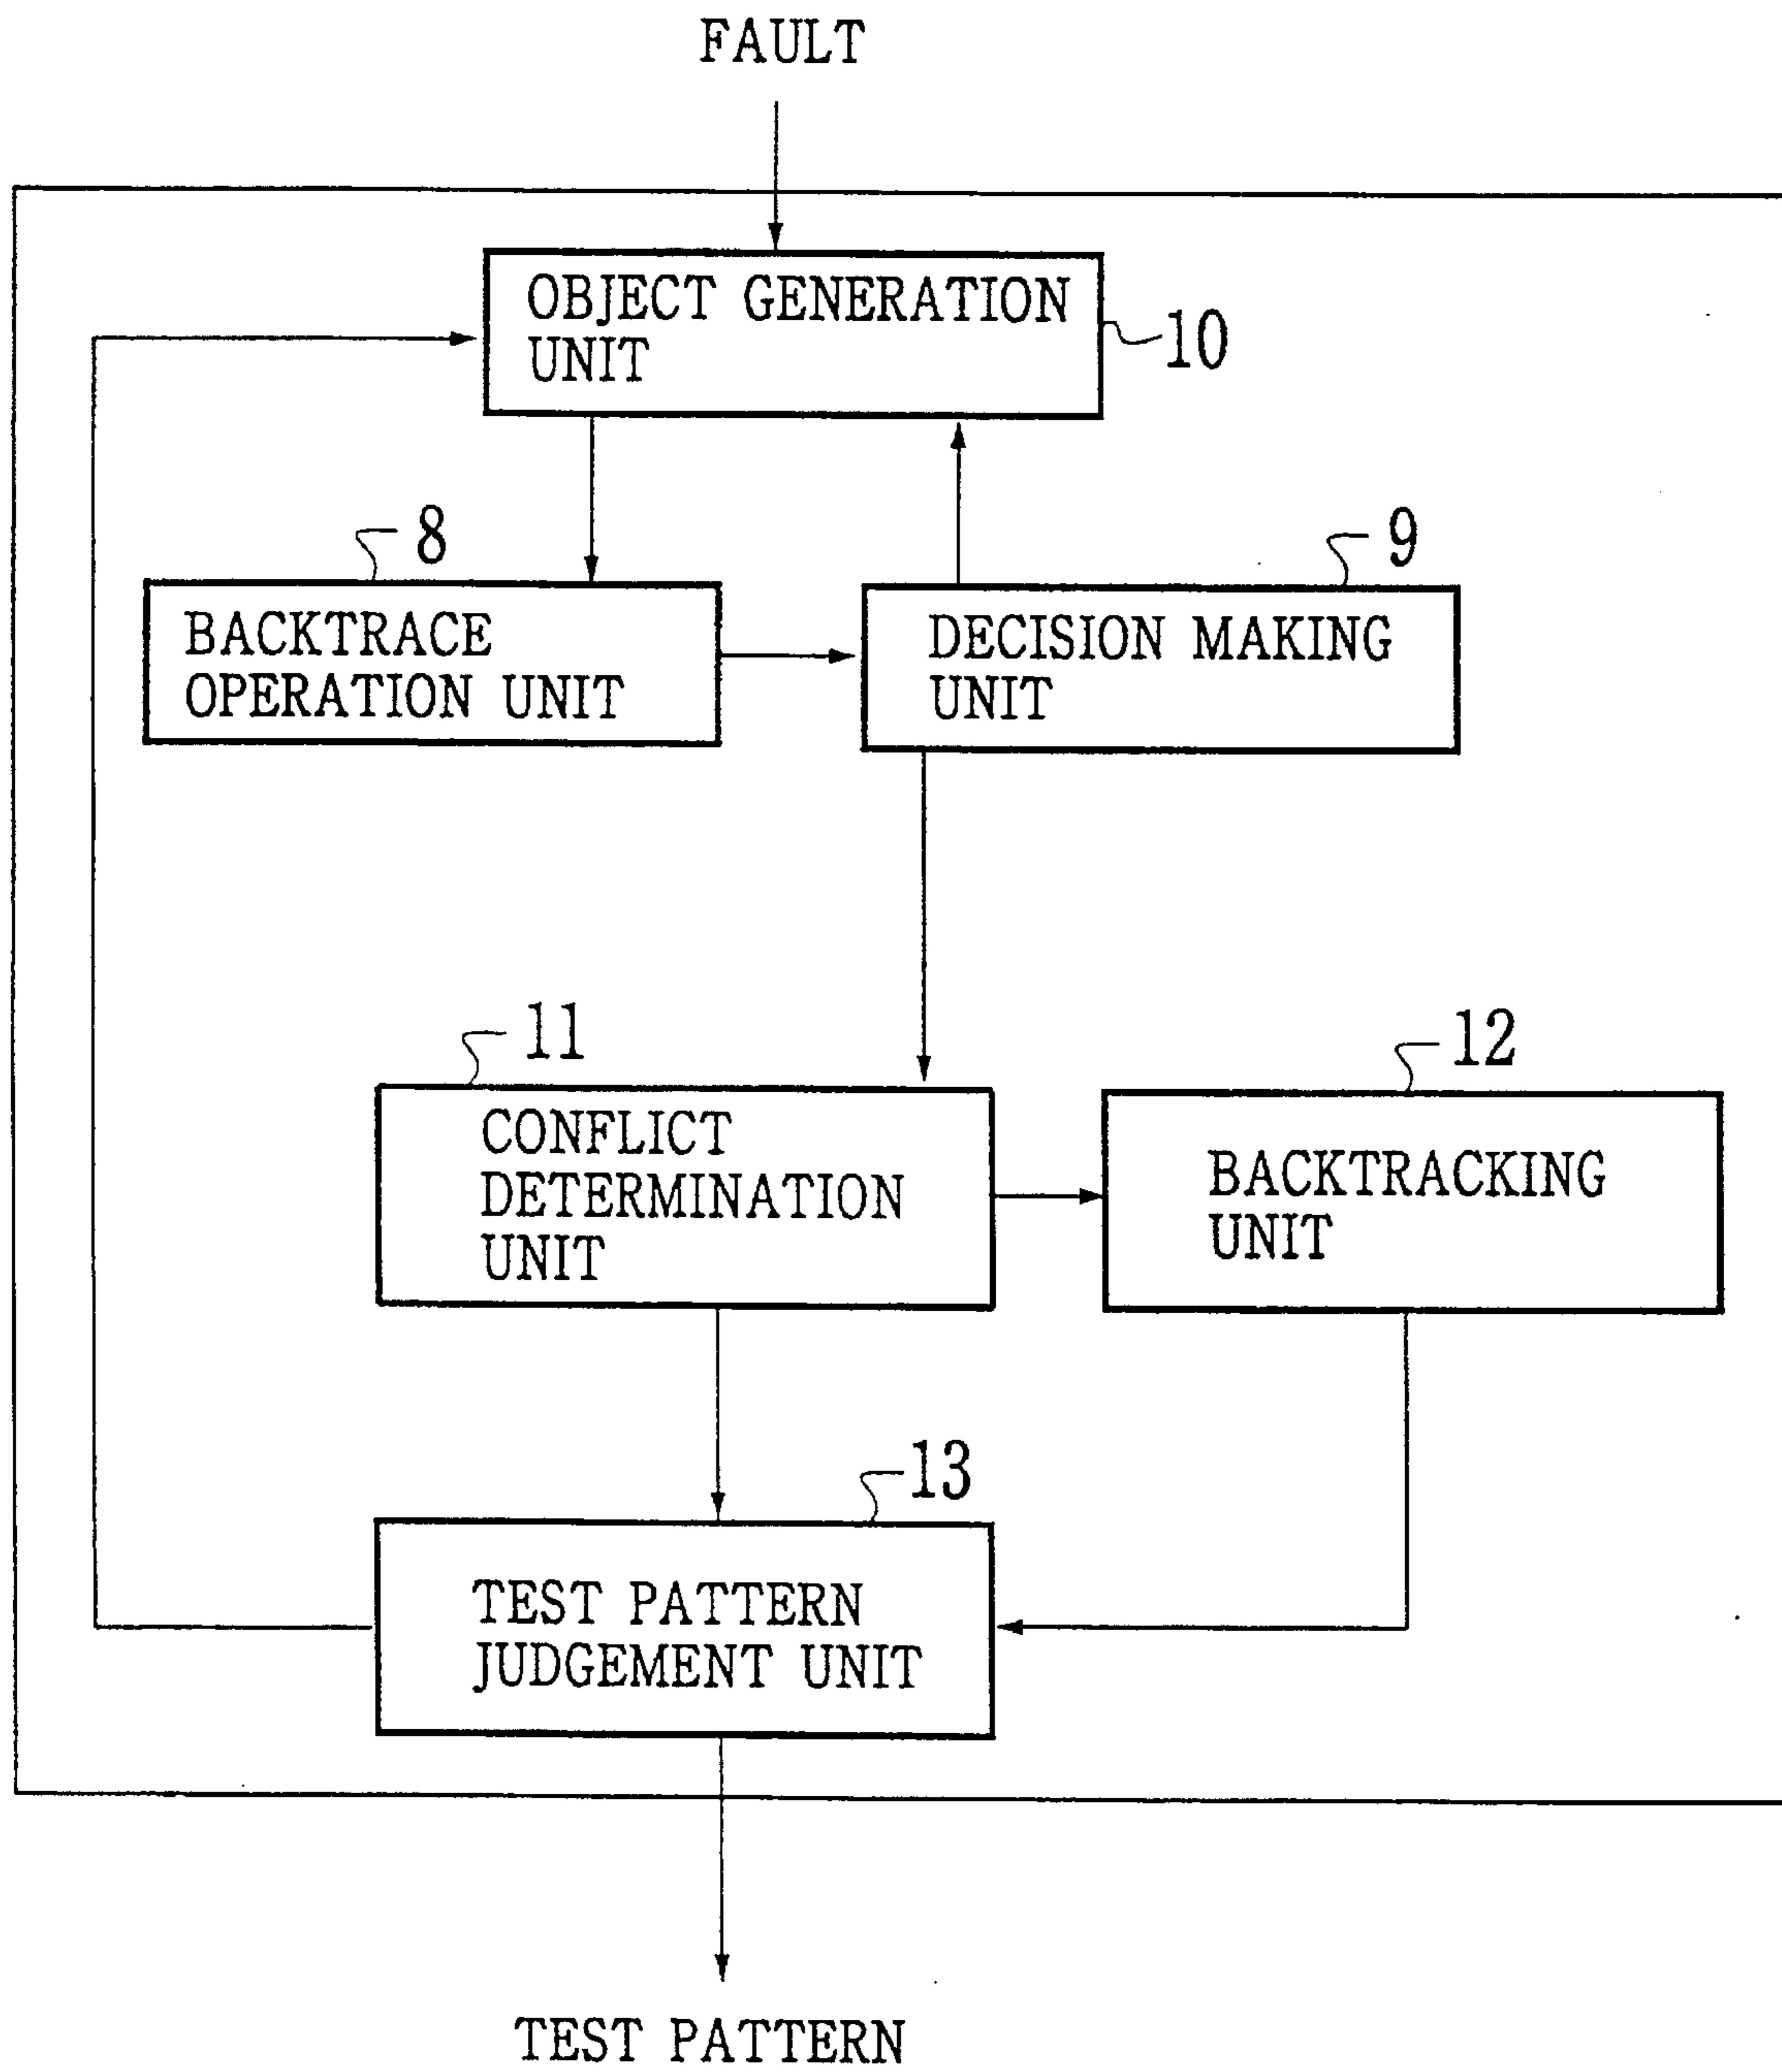 FAULT
OBJECT GENERATION
UNIT
10
8
9
BACKTRACE
OPERATION UNIT
DECISION MAKING
UNIT
11
12
CONFLICT
DETERMINATION
UNIT
BACKTRACKING
UNIT
13
TEST PATTERN
JUDGEMENT UNIT
TEST PATTERN